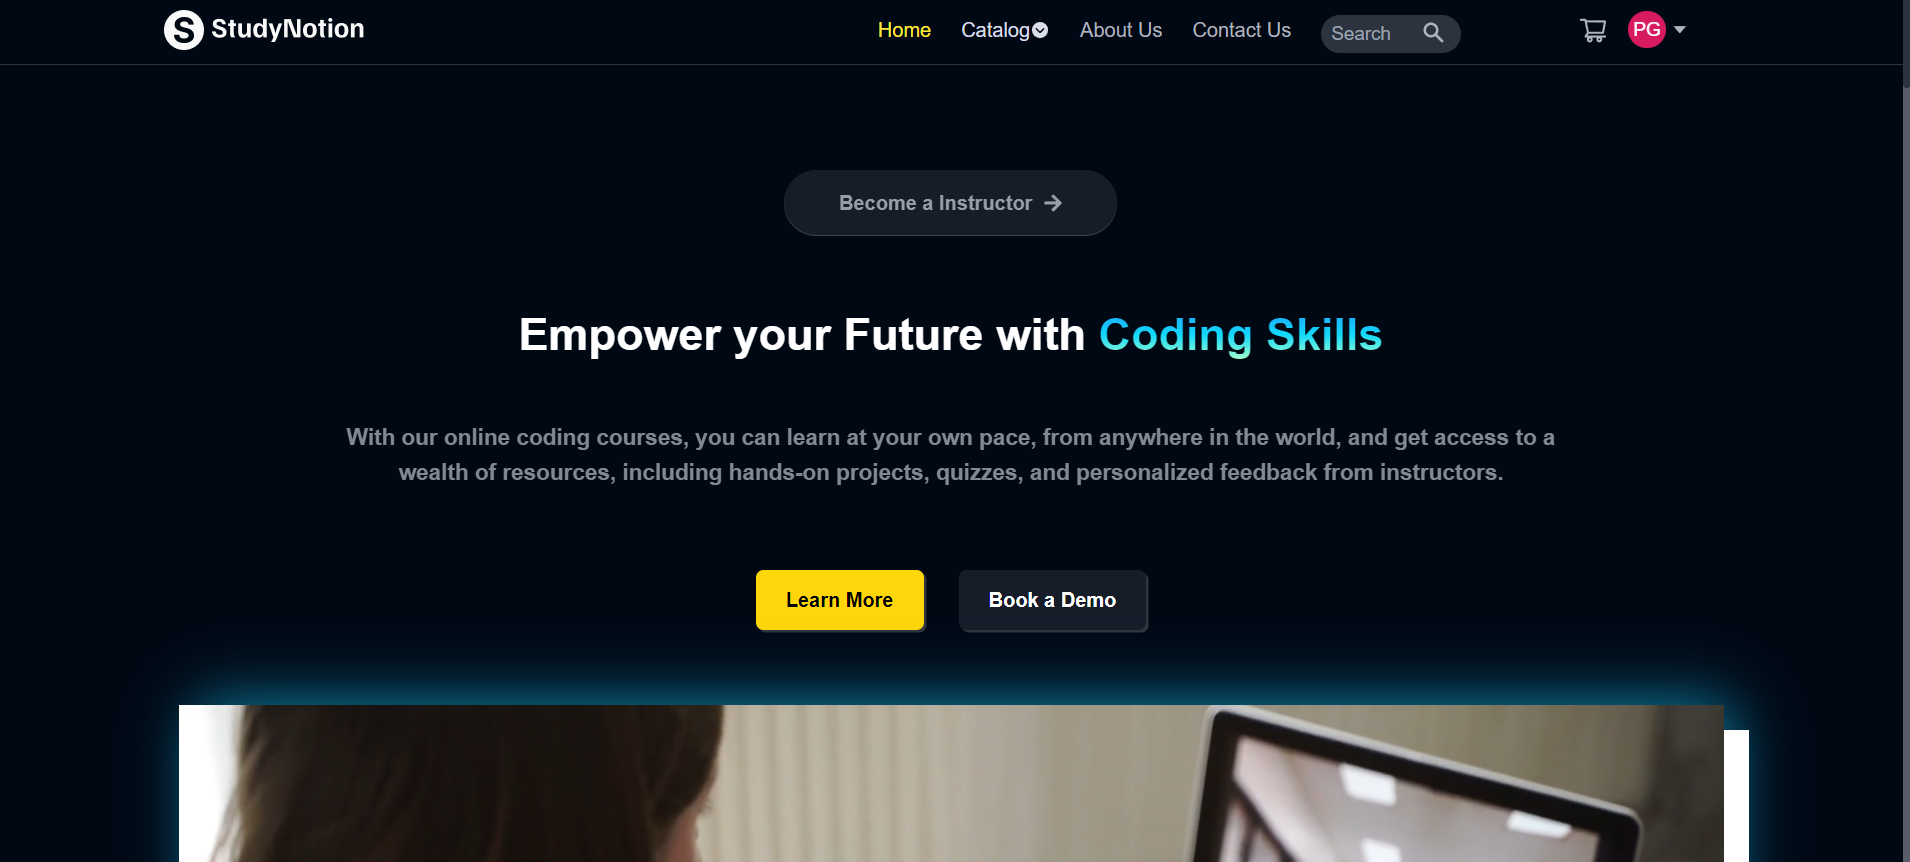 S StudyNotion
Home Catalog About Us Contact Us Search PG
Become a Instructor
Empower your Future with Coding Skills
With our online coding courses, you can learn at your own pace, from anywhere in the world, and get access to a
wealth of resources, including hands-on projects, quizzes, and personalized feedback from instructors.
Learn More Book a Demo